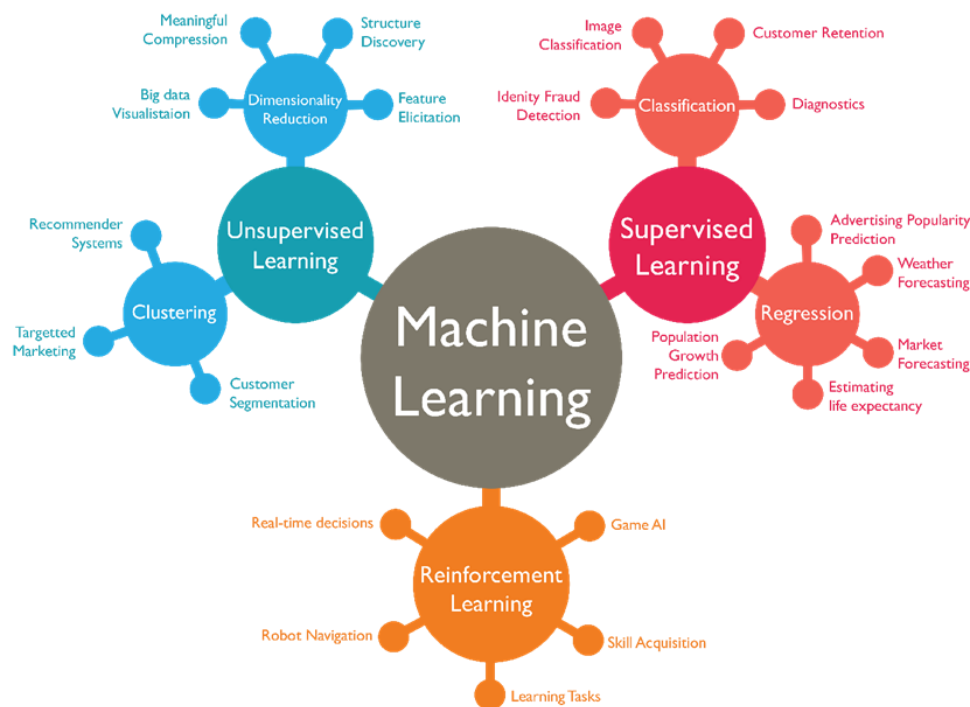 Meaningful
Compression
Structure
Discovery
Big data
Visualistaion
Dimensionality
Reduction
Feature
Elicitation
Image
Classification
Customer Retention
Idenity Fraud
Detection
Classification
Diagnostics
Recommender
Systems
Unsupervised
Learning
Clustering
Targetted
Marketing
Customer
Segmentation
Machine
Learning
Supervised
Learning
Advertising Popularity
Prediction
Weather
Forecasting
Regression
Population
Growth
Prediction
Market
Forecasting
Estimating
life expectancy
Real-time decisions
Game AI
Reinforcement
Learning
Robot Navigation
Skill Acquisition
Learning Tasks